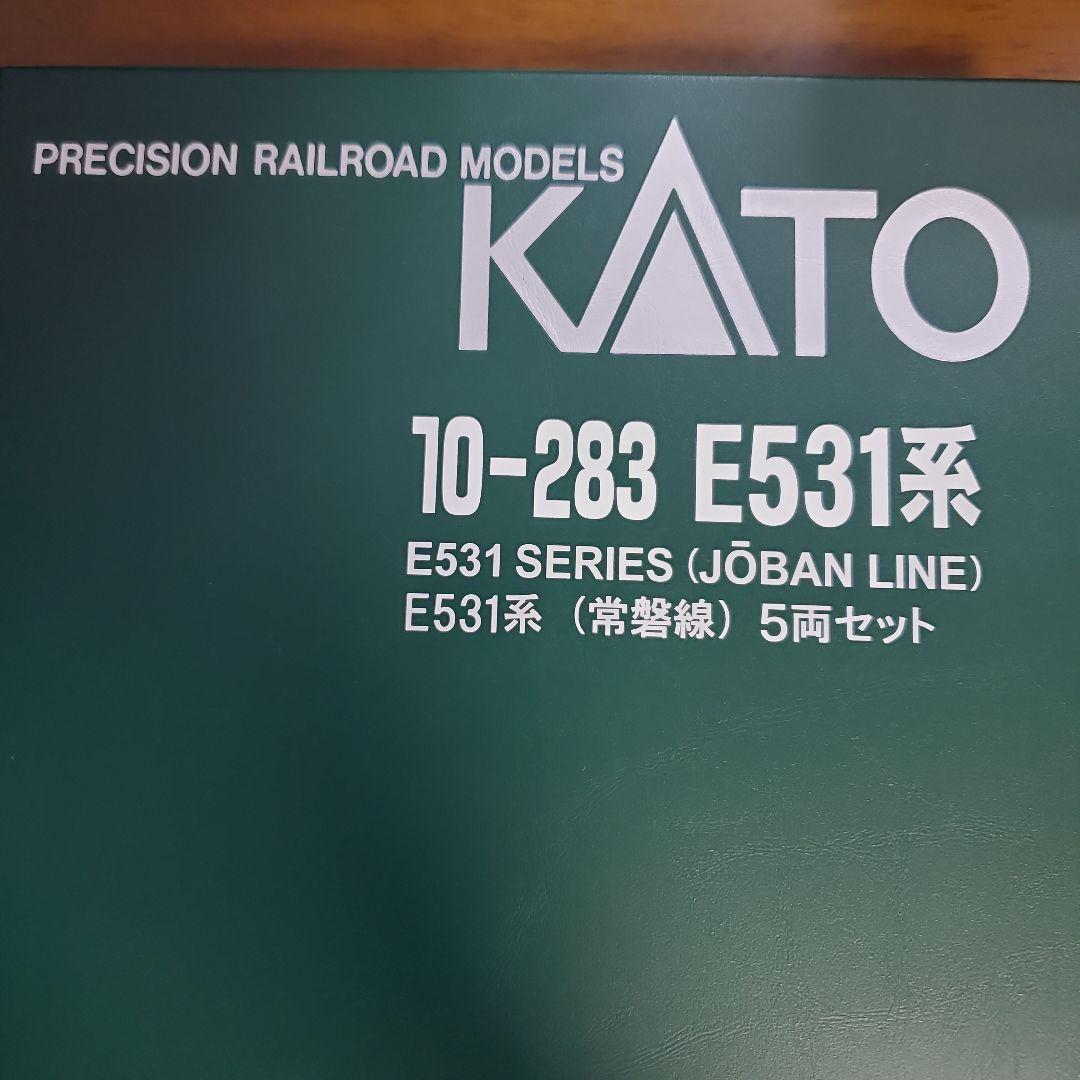 PRECISION RAILROAD MODELS
KATO
10-283 E531系
E531 SERIES (JŌBAN LINE)
E531系 (常磐線) 5両セット